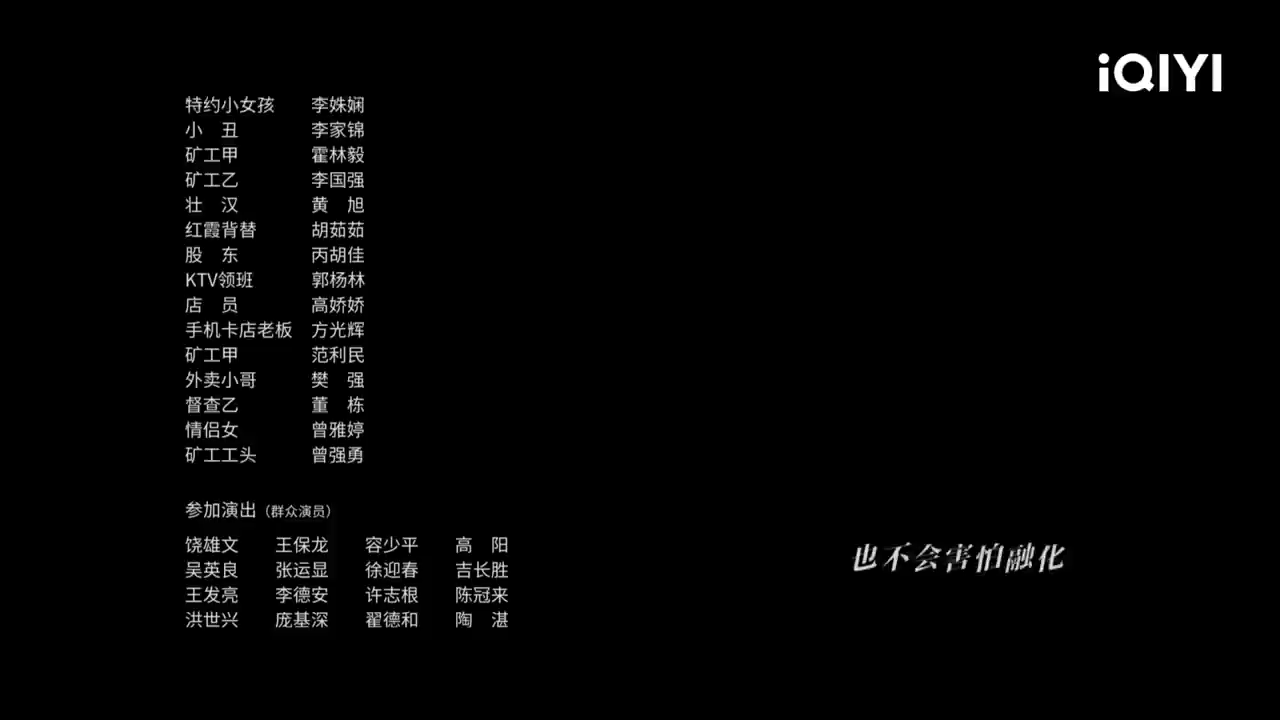 iQIYI
特约小女孩 李姝娴
小 丑 李家锦
矿工甲 霍林毅
矿工乙 李国强
壮 汉 黄 旭
红霞背替 胡茹茹
股 东 丙胡佳
KTV领班 郭杨林
店 员 高娇娇
手机卡店老板 方光辉
矿工甲 范利民
外卖小哥 樊 强
督查乙 董 栋
情侣女 曾雅婷
矿工工头 曾强勇
参加演出（群众演员）
饶雄文 王保龙 容少平 高 阳
吴英良 张运显 徐迎春 吉长胜
王发亮 李德安 许志根 陈冠来
洪世兴 庞基深 翟德和 陶 湛
也不会害怕融化